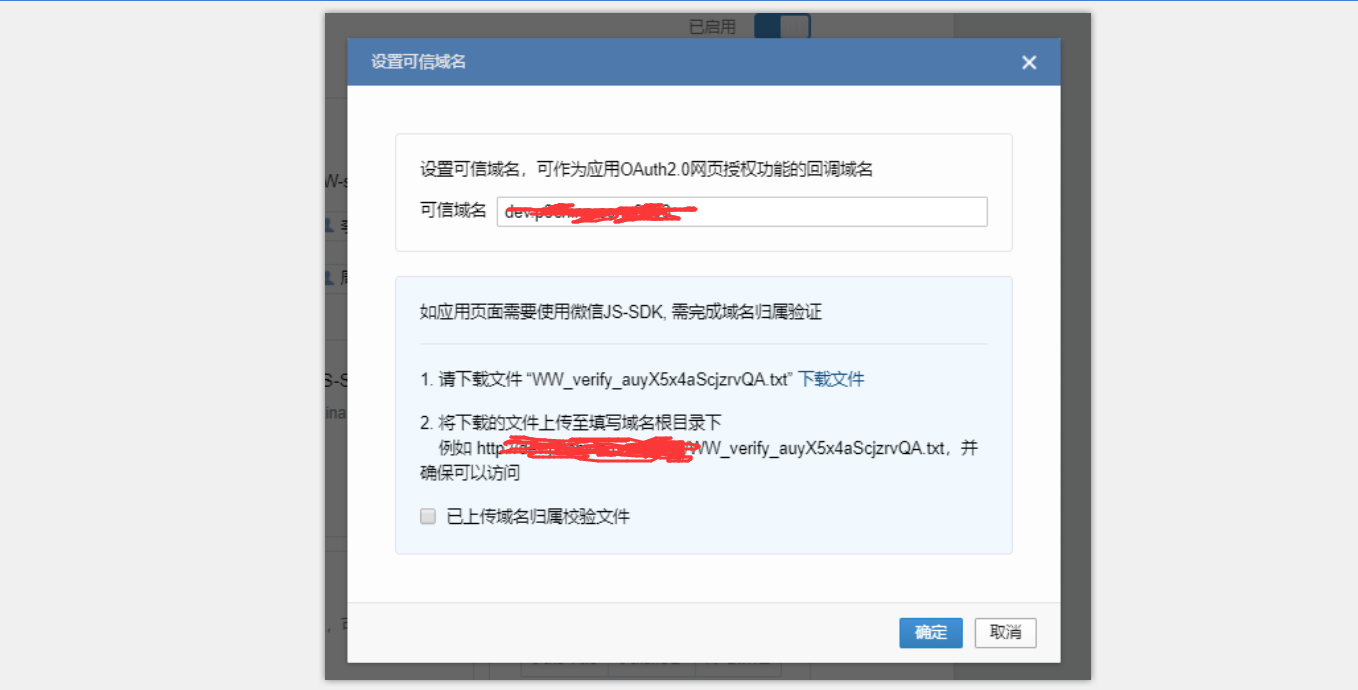 已启用
设置可信域名
设置可信域名，可作为应用OAuth2.0网页授权功能的回调域名
可信域名
如应用页面需要使用微信JS-SDK, 需完成域名归属验证
1. 请下载文件 “WW_verify_auyX5x4aScjzrvQA.txt” 下载文件
2. 将下载的文件上传至填写域名根目录下
例如 http WW_verify_auyX5x4aScjzrvQA.txt，并
确保可以访问
已上传域名归属校验文件
确定 取消